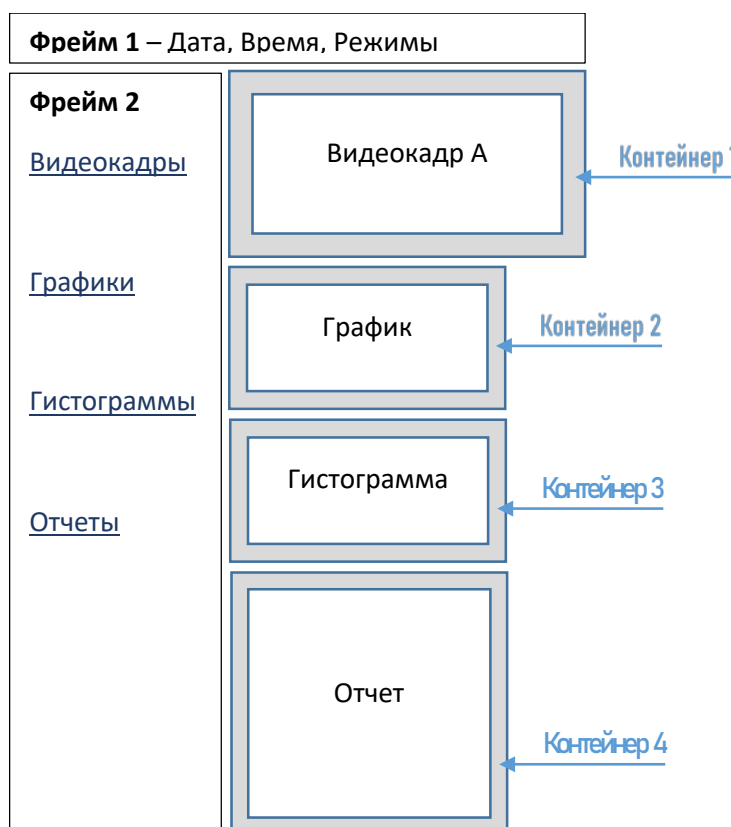 Фрейм 1 – Дата, Время, Режимы
Фрейм 2
Видеокадры
Графики
Гистограммы
Отчеты
Видеокадр А
Контейнер 1
График
Контейнер 2
Гистограмма
Контейнер 3
Отчет
Контейнер 4